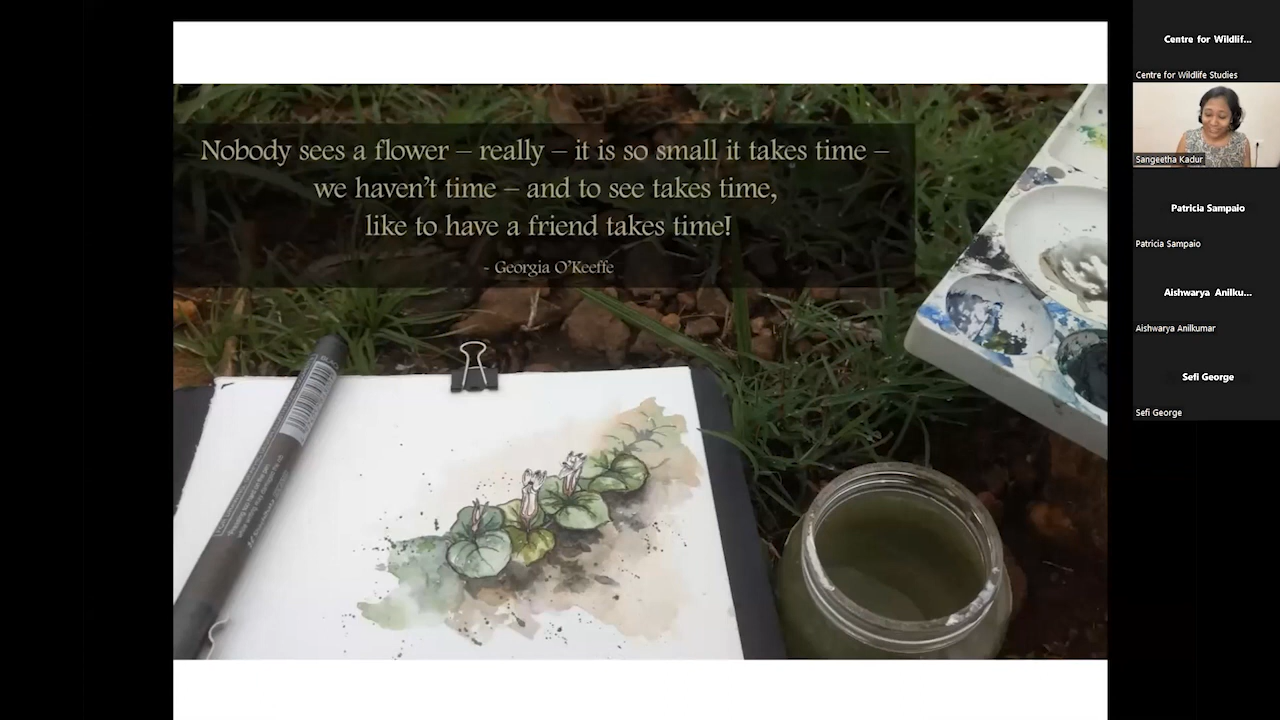 Nobody sees a flower – really – it is so small it takes time –
we haven't time – and to see takes time,
like to have a friend takes time!
- Georgia O'Keeffe
Centre for Wildlif...
Centre for Wildlife Studies
Sangeetha Kadur
Patricia Sampaio
Patricia Sampaio
Aishwarya Anilku...
Aishwarya Anilkumar
Sefi George
Sefi George